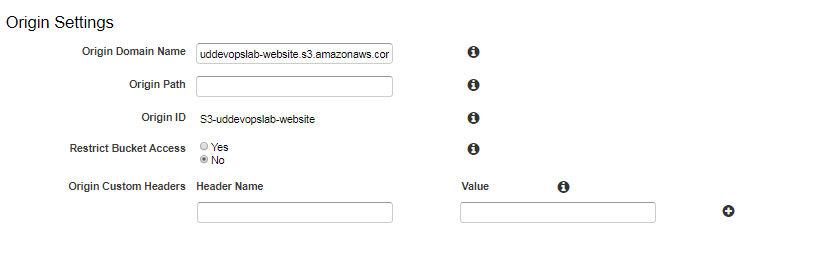 Origin Settings
Origin Domain Name uddevopslab-website.s3.amazonaws.cor
Origin Path
Origin ID S3-uddevopslab-website
Restrict Bucket Access Yes
No
Origin Custom Headers Header Name Value